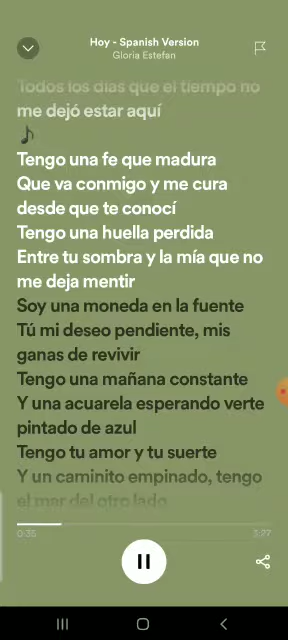 Hoy - Spanish Version
Gloria Estefan
Todos los días que el tiempo no
me dejó estar aquí
♪
Tengo una fe que madura
Que va conmigo y me cura
desde que te conocí
Tengo una huella perdida
Entre tu sombra y la mía que no
me deja mentir
Soy una moneda en la fuente
Tú mi deseo pendiente, mis
ganas de revivir
Tengo una mañana constante
Y una acuarela esperando verte
pintado de azul
Tengo tu amor y tu suerte
Y un caminito empinado, tengo
el mar del otro lado
0:35
3:27